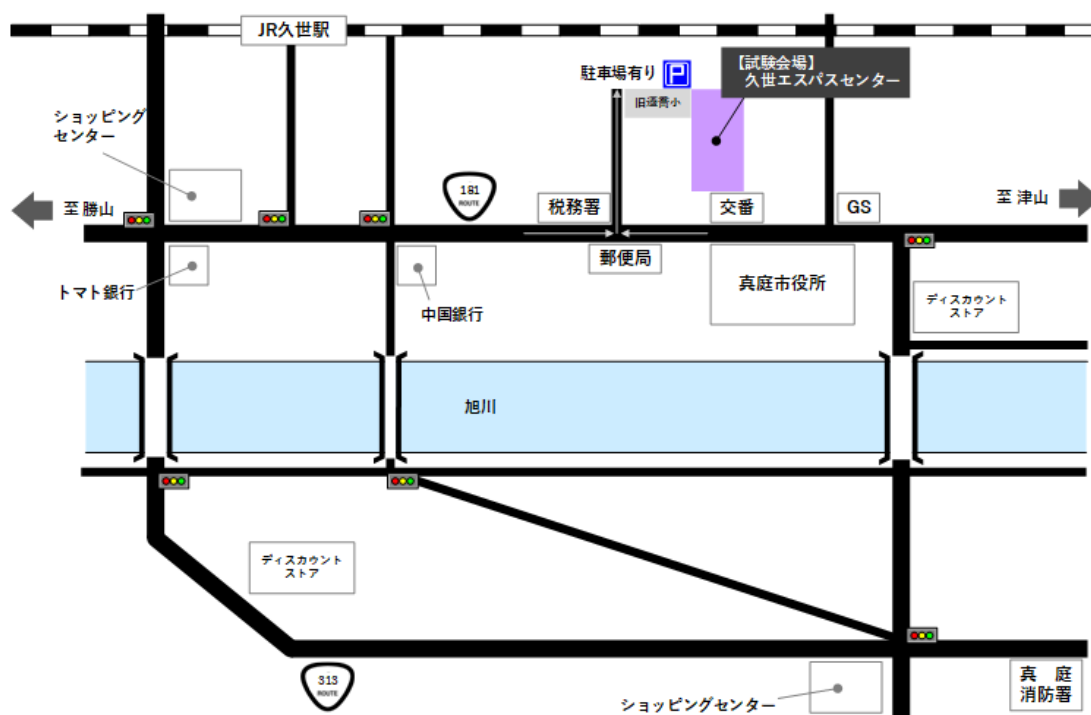 JR久世駅
【試験会場】
久世エスパスセンター
駐車場有り
P
旧遷喬小
ショッピング
センター
181
ROUTE
至 勝山
税務署
交番
GS
至 津山
郵便局
トマト銀行
中国銀行
真庭市役所
ディスカウント
ストア
旭川
ディスカウント
ストア
313
ROUTE
ショッピングセンター
真 庭
消防署